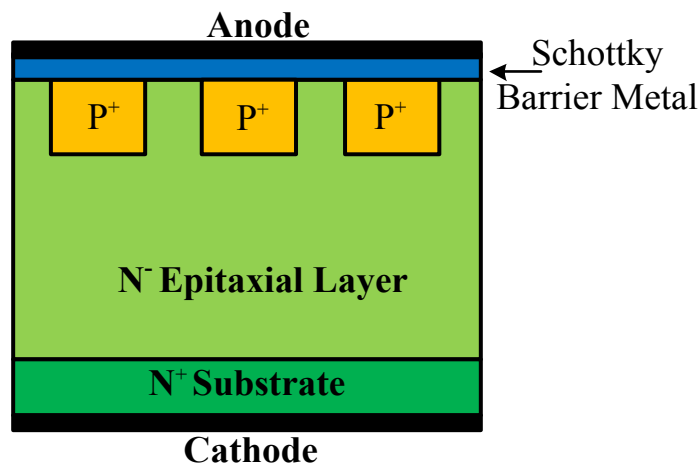 Anode
Schottky
Barrier Metal
P⁺ P⁺ P⁺
N⁻ Epitaxial Layer
N⁺ Substrate
Cathode